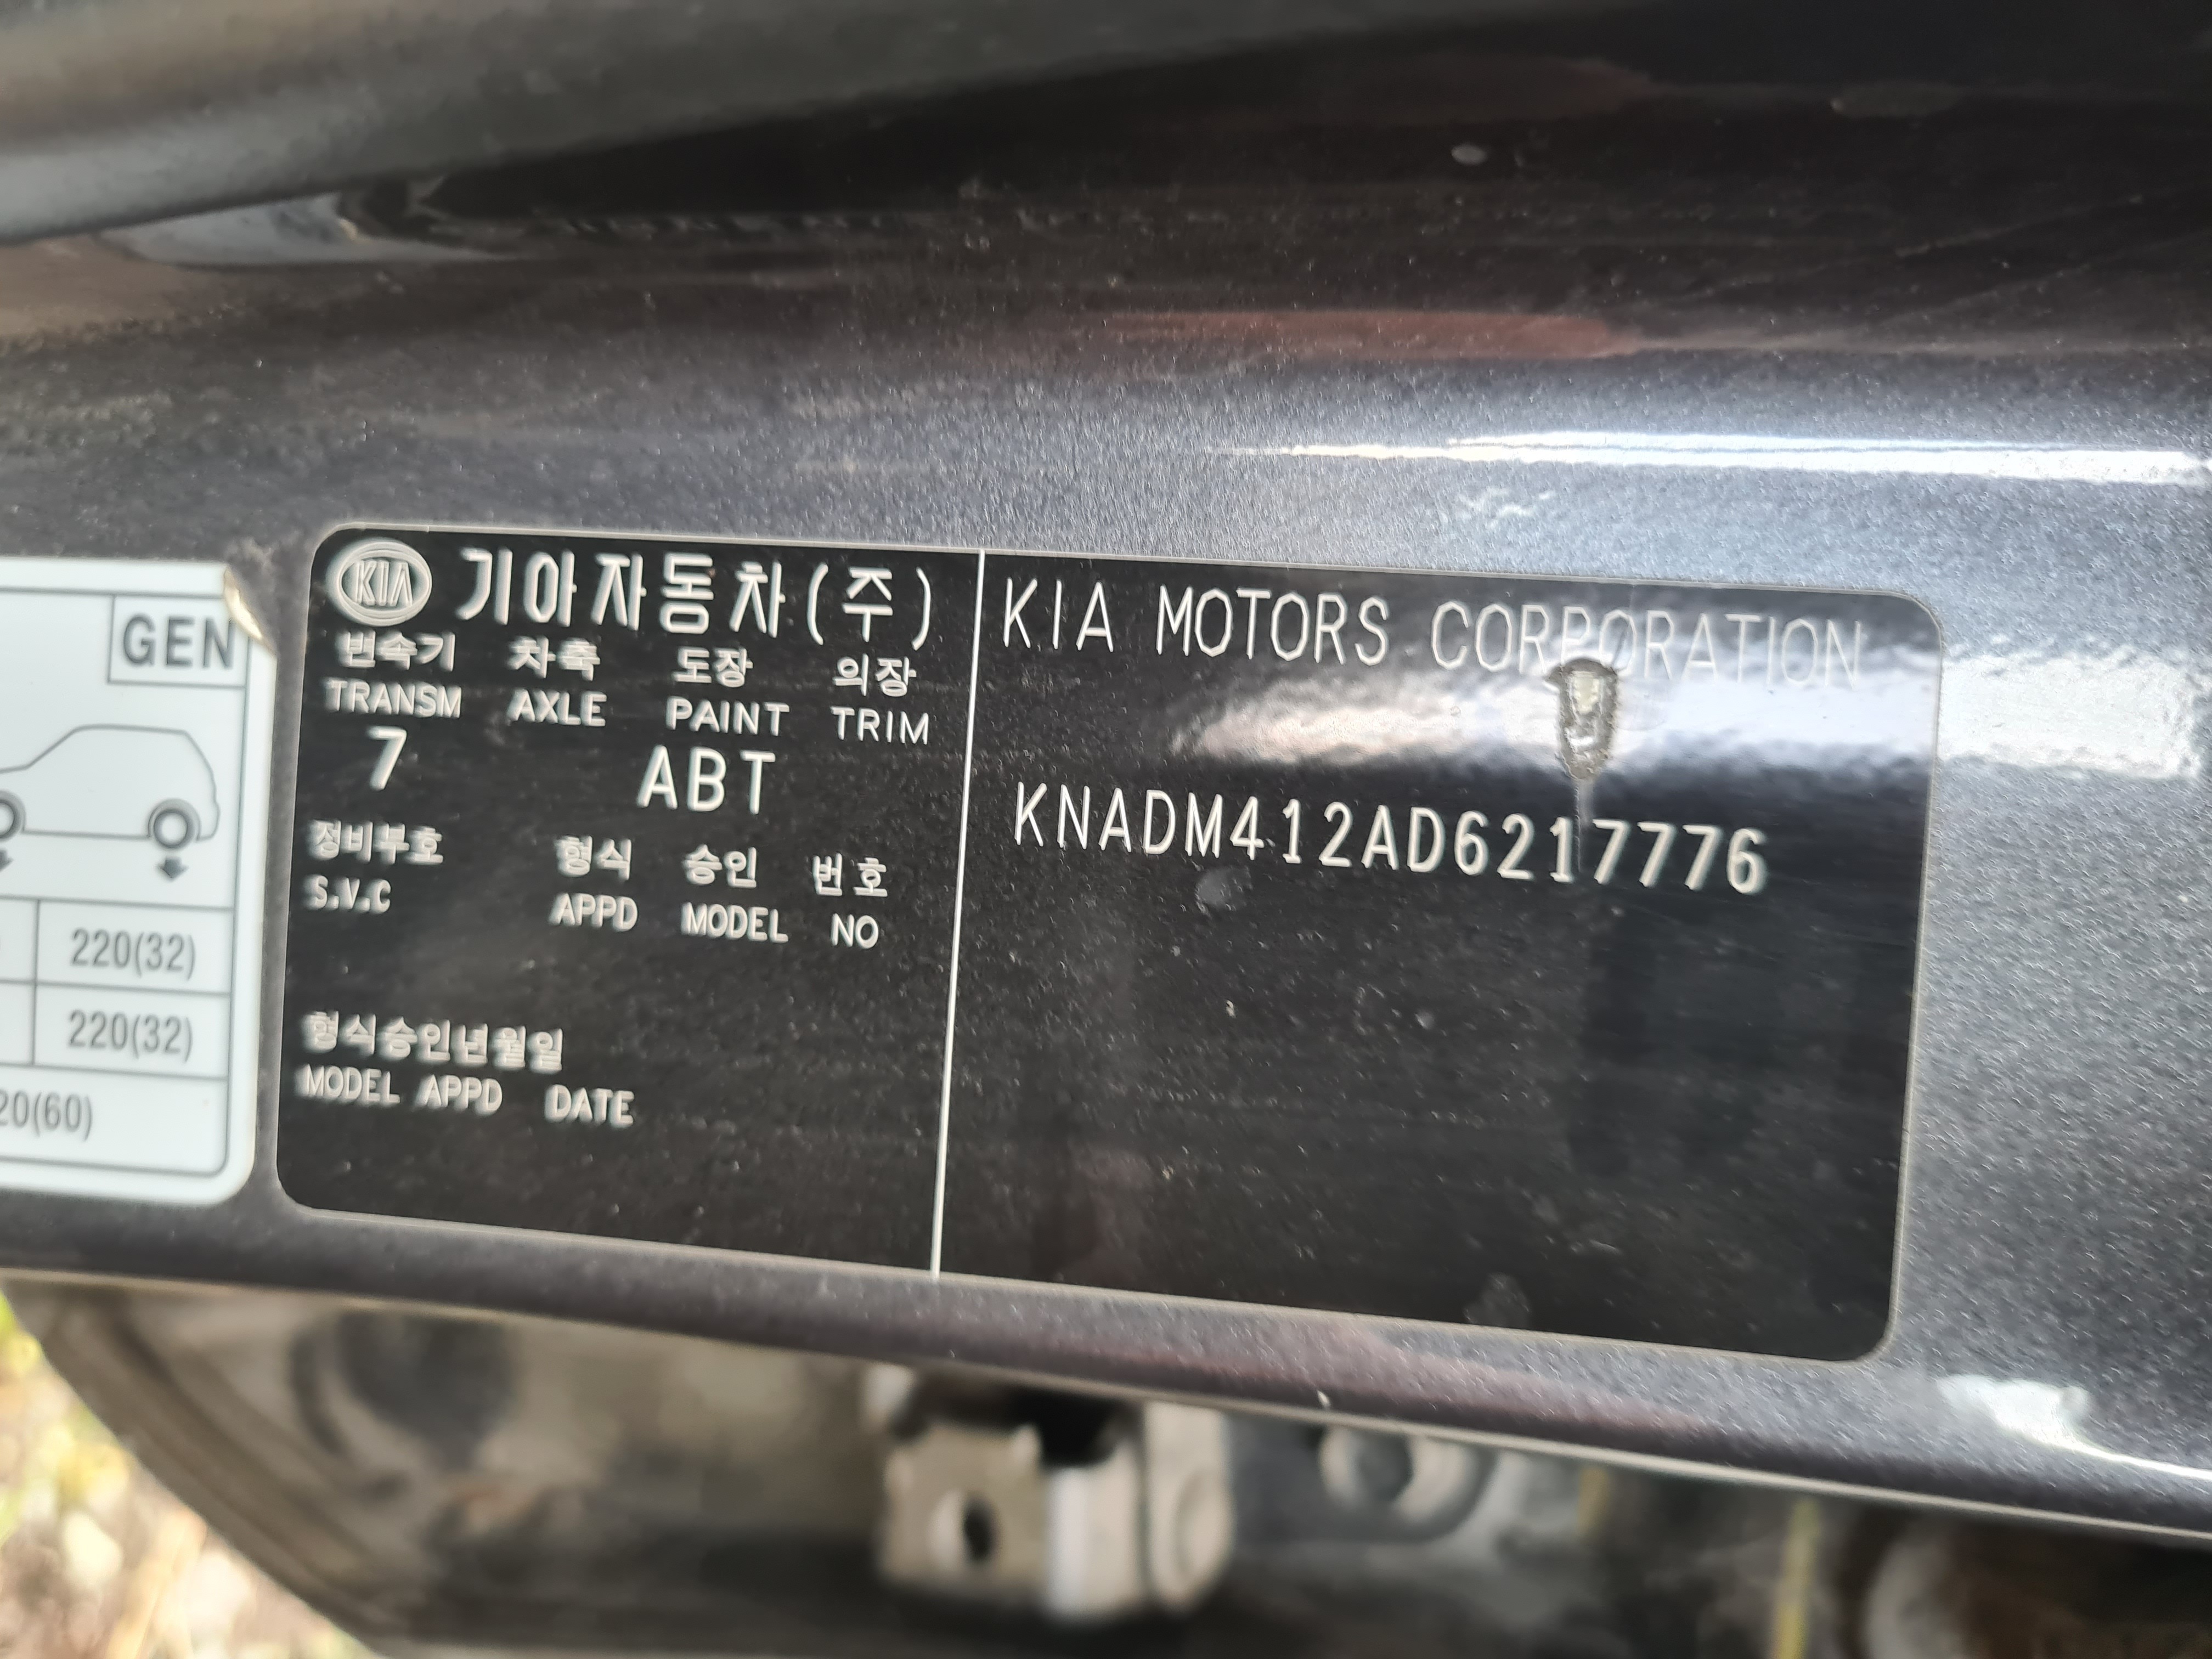 GEN
220(32)
220(32)
20(60)
KIA 기아자동차(주)
변속기 차축 도장 의장
TRANSM AXLE PAINT TRIM
7 ABT
정비부호 형식 승인 번호
S.V.C APPD MODEL NO
형식승인년월일
MODEL APPD DATE
KIA MOTORS CORPORATION
KNADM412AD6217776